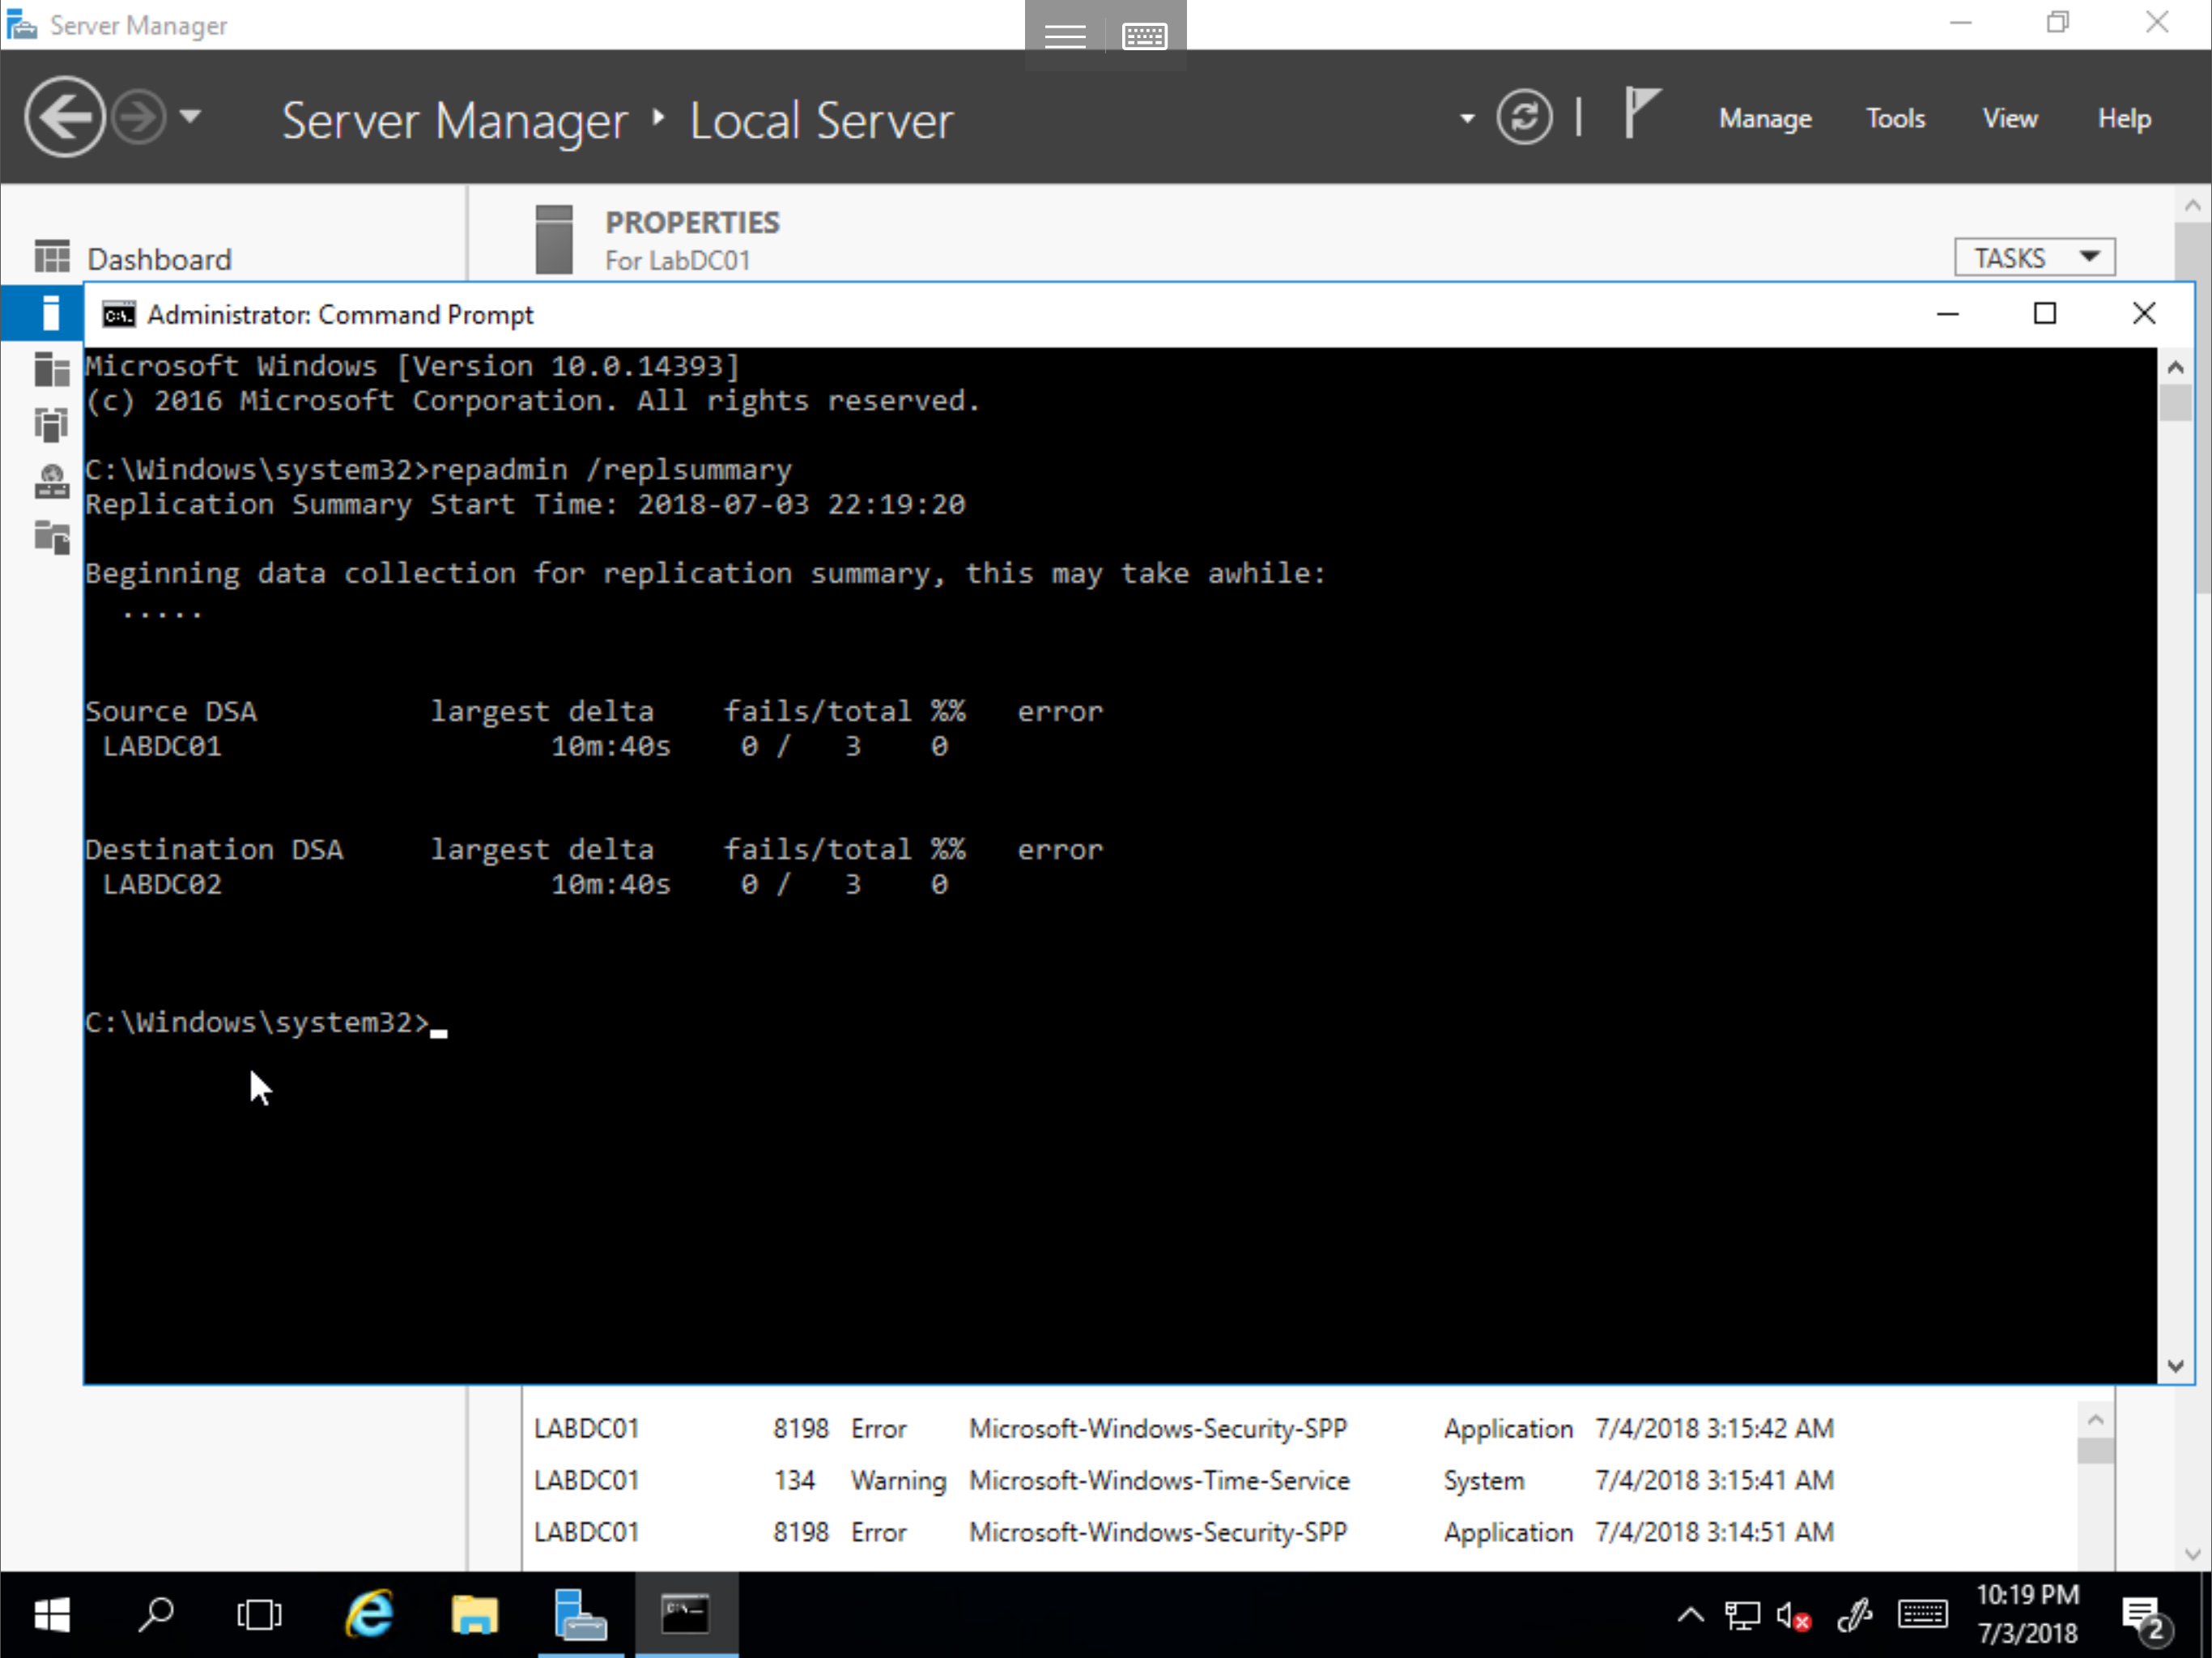 Server Manager
Server Manager ‣ Local Server
Manage Tools View Help
PROPERTIES
For LabDC01
TASKS
Dashboard
Administrator: Command Prompt
Microsoft Windows [Version 10.0.14393]
(c) 2016 Microsoft Corporation. All rights reserved.
C:\Windows\system32>repadmin /replsummary
Replication Summary Start Time: 2018-07-03 22:19:20
Beginning data collection for replication summary, this may take awhile:
.....
Source DSA largest delta fails/total %% error
LABDC01 10m:40s 0 / 3 0
Destination DSA largest delta fails/total %% error
LABDC02 10m:40s 0 / 3 0
C:\Windows\system32>_
LABDC01 8198 Error Microsoft-Windows-Security-SPP Application 7/4/2018 3:15:42 AM
LABDC01 134 Warning Microsoft-Windows-Time-Service System 7/4/2018 3:15:41 AM
LABDC01 8198 Error Microsoft-Windows-Security-SPP Application 7/4/2018 3:14:51 AM
10:19 PM
7/3/2018
2